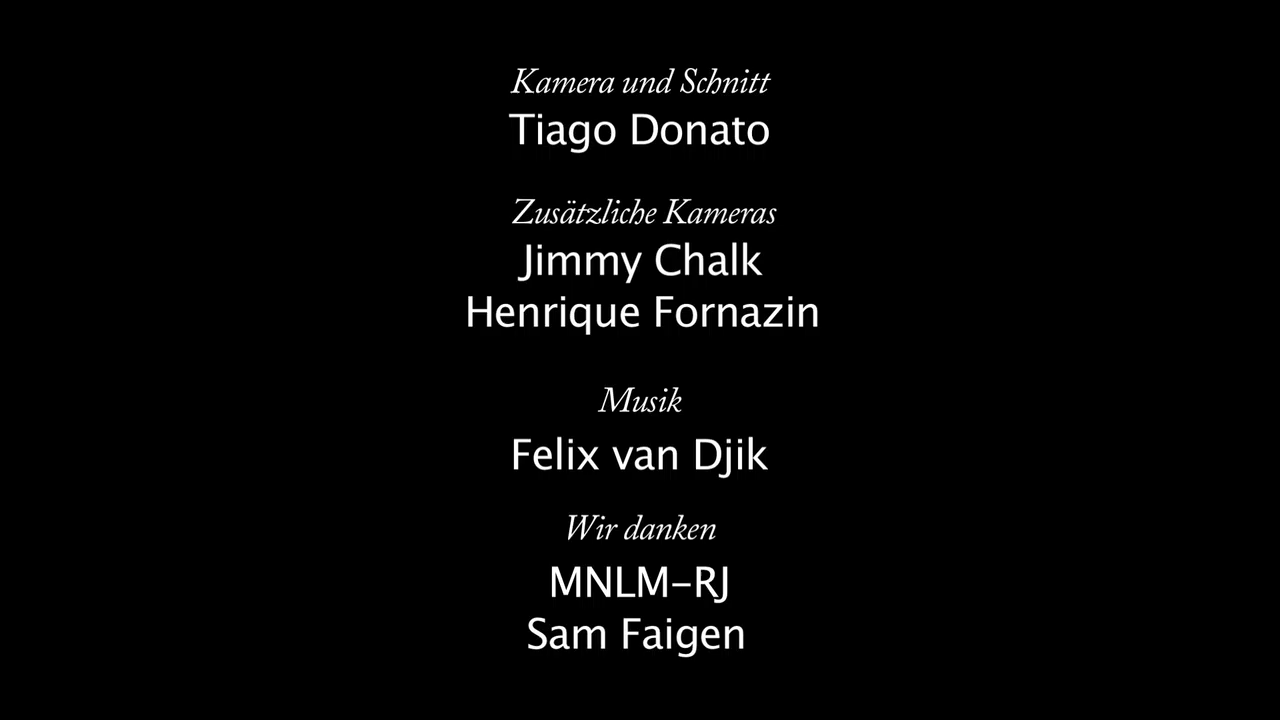 Kamera und Schnitt
Tiago Donato
Zusätzliche Kameras
Jimmy Chalk
Henrique Fornazin
Musik
Felix van Djik
Wir danken
MNLM-RJ
Sam Faigen